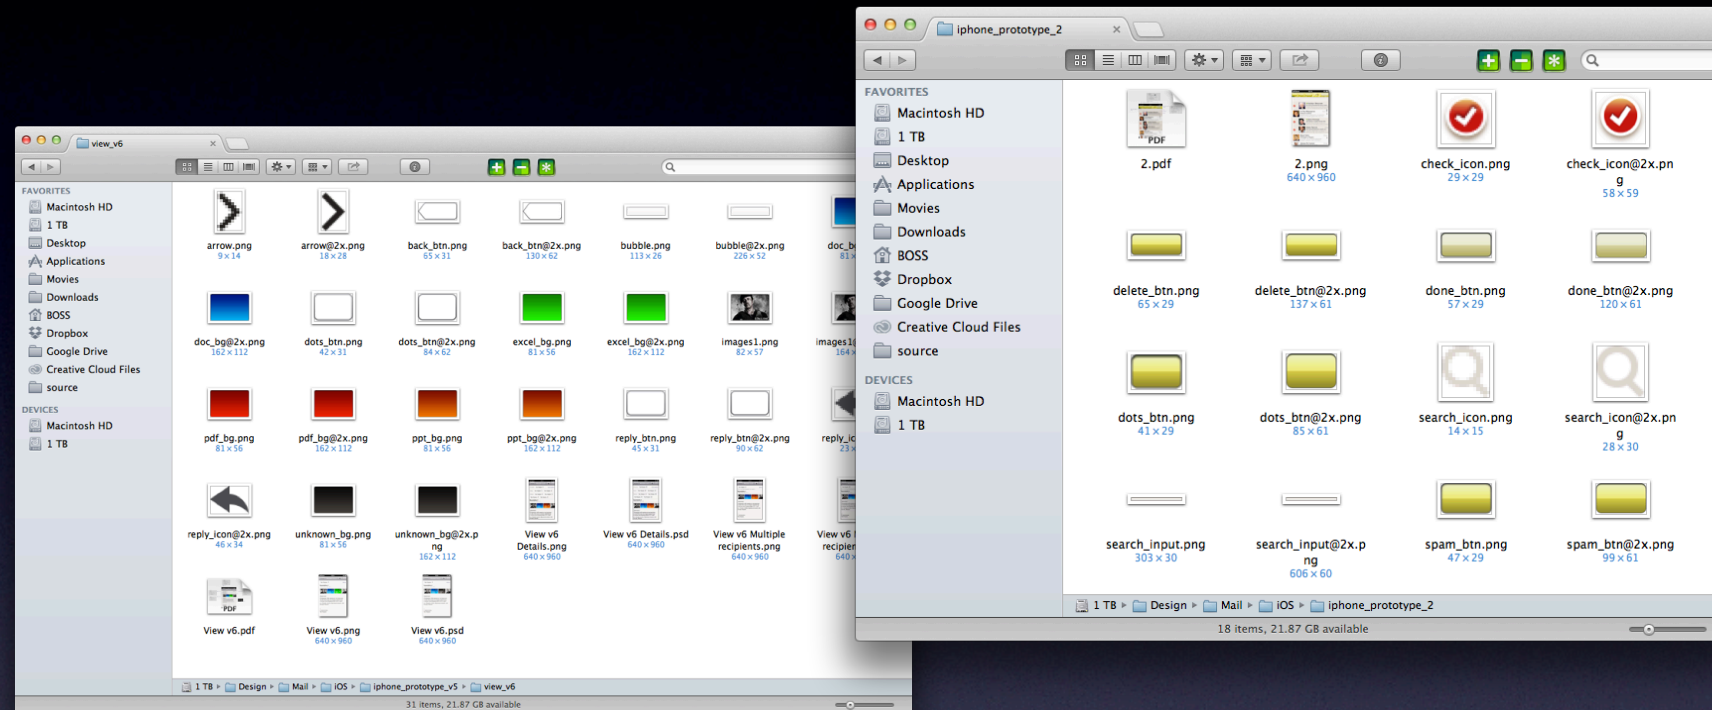 view_v6
FAVORITES
Macintosh HD
1 TB
Desktop
Applications
Movies
Downloads
BOSS
Dropbox
Google Drive
Creative Cloud Files
source
DEVICES
Macintosh HD
1 TB
arrow.png
9×14
arrow@2x.png
18×28
back_btn.png
65×31
back_btn@2x.png
130×62
bubble.png
113×26
bubble@2x.png
226×52
doc_bg@2x.png
162×112
dots_btn.png
42×31
dots_btn@2x.png
84×62
excel_bg.png
81×56
excel_bg@2x.png
162×112
images1.png
82×57
pdf_bg.png
81×56
pdf_bg@2x.png
162×112
ppt_bg.png
81×56
ppt_bg@2x.png
162×112
reply_btn.png
45×31
reply_btn@2x.png
90×62
reply_icon@2x.png
46×34
unknown_bg.png
81×56
unknown_bg@2x.p
ng
162×112
View v6
Details.png
640×960
View v6 Details.psd
640×960
View v6 Multiple
recipients.png
640×960
View v6.pdf
PDF
View v6.png
640×960
View v6.psd
640×960
1 TB
Design
Mail
iOS
iphone_prototype_v5
view_v6
31 items, 21.87 GB available
iphone_prototype_2
FAVORITES
Macintosh HD
1 TB
Desktop
Applications
Movies
Downloads
BOSS
Dropbox
Google Drive
Creative Cloud Files
source
DEVICES
Macintosh HD
1 TB
PDF
2.pdf
2.png
640×960
check_icon.png
29×29
check_icon@2x.pn
g
58×59
delete_btn.png
65×29
delete_btn@2x.png
137×61
done_btn.png
57×29
done_btn@2x.png
120×61
dots_btn.png
41×29
dots_btn@2x.png
85×61
search_icon.png
14×15
search_icon@2x.pn
g
28×30
search_input.png
303×30
search_input@2x.p
ng
606×60
spam_btn.png
47×29
spam_btn@2x.png
99×61
1 TB
Design
Mail
iOS
iphone_prototype_2
18 items, 21.87 GB available